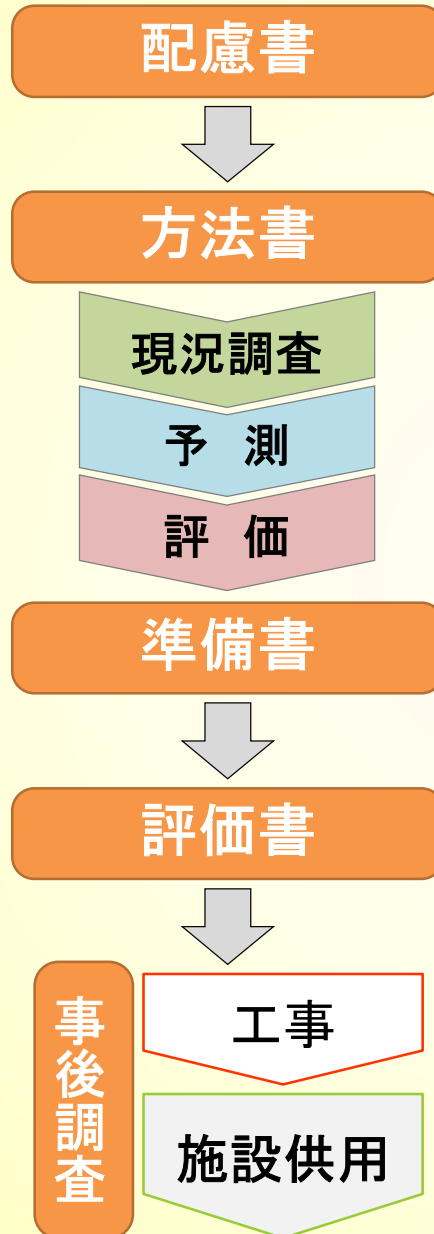 配慮書
方法書
現況調査
予 測
評 価
準備書
評価書
事後調査
工事
施設供用